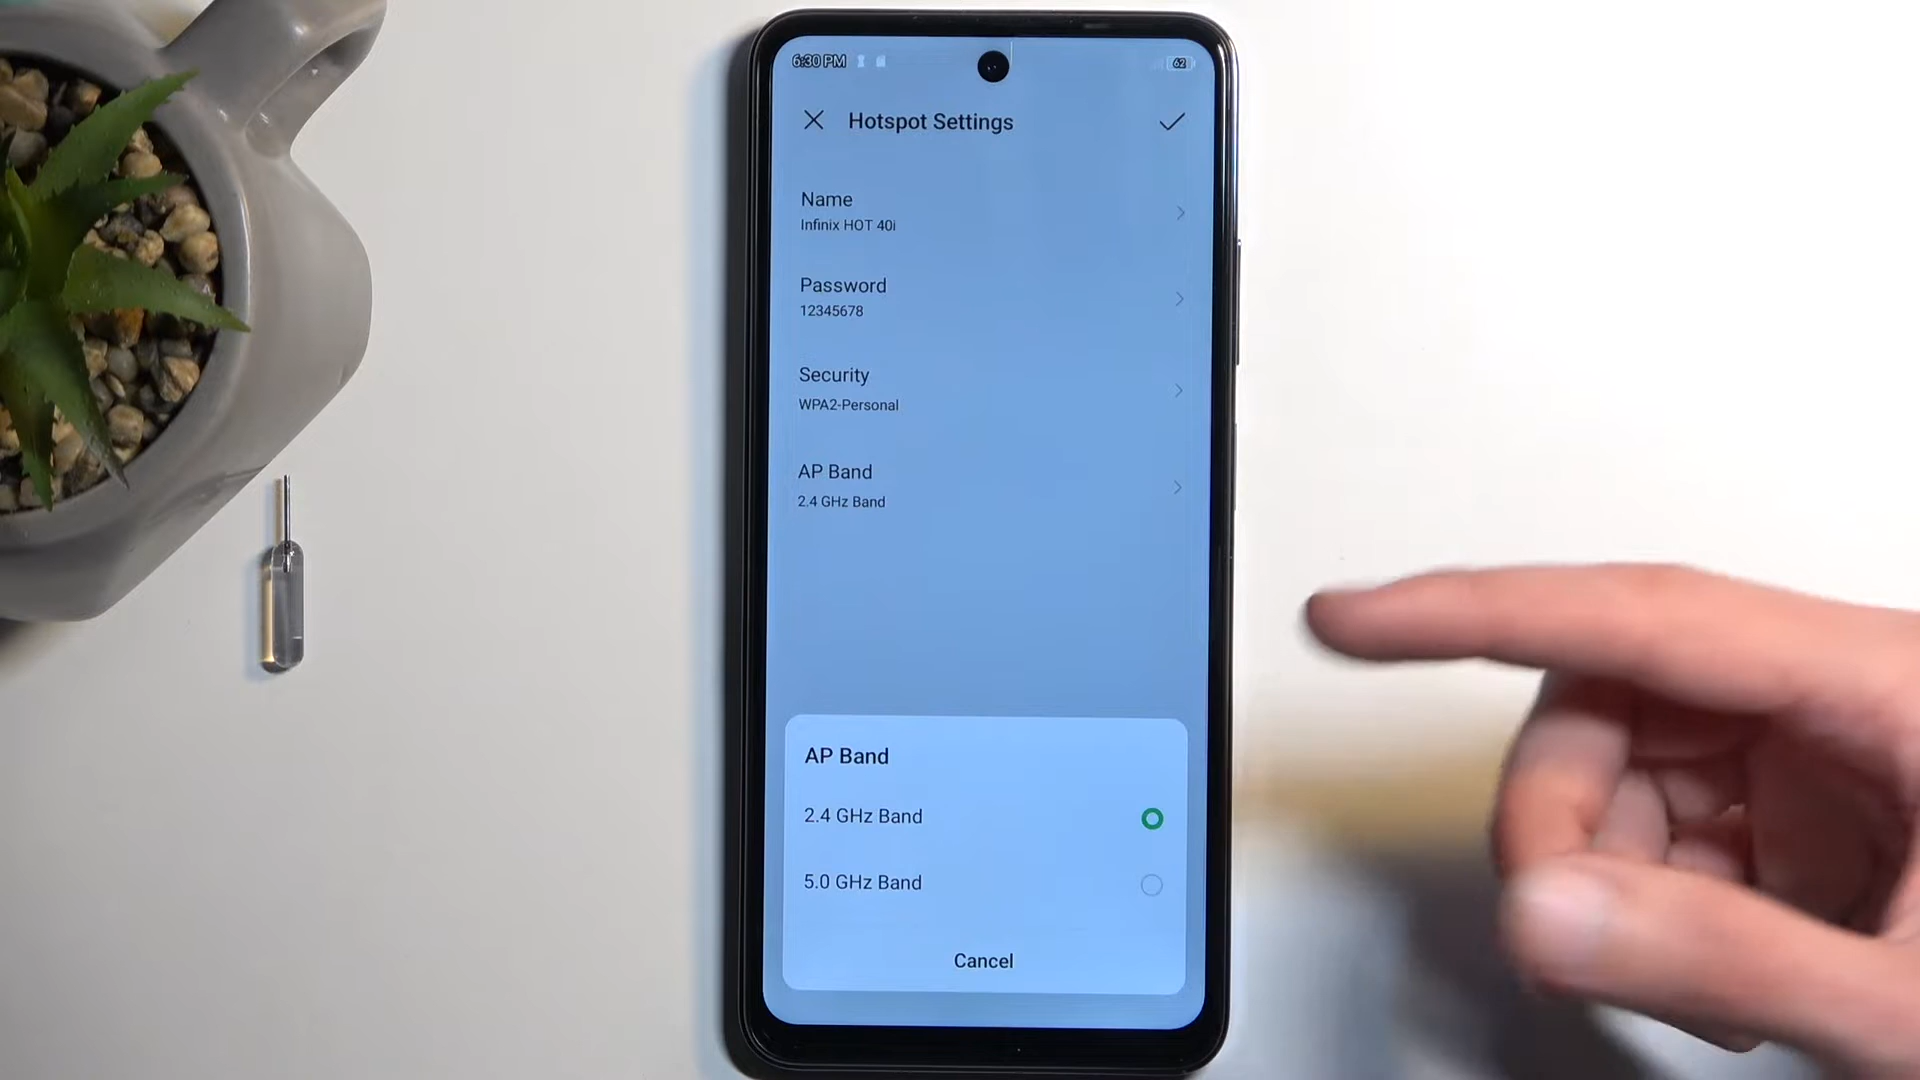 6:30 PM
62
Hotspot Settings
Name
Infinix HOT 40i
Password
12345678
Security
WPA2-Personal
AP Band
2.4 GHz Band
AP Band
2.4 GHz Band
5.0 GHz Band
Cancel